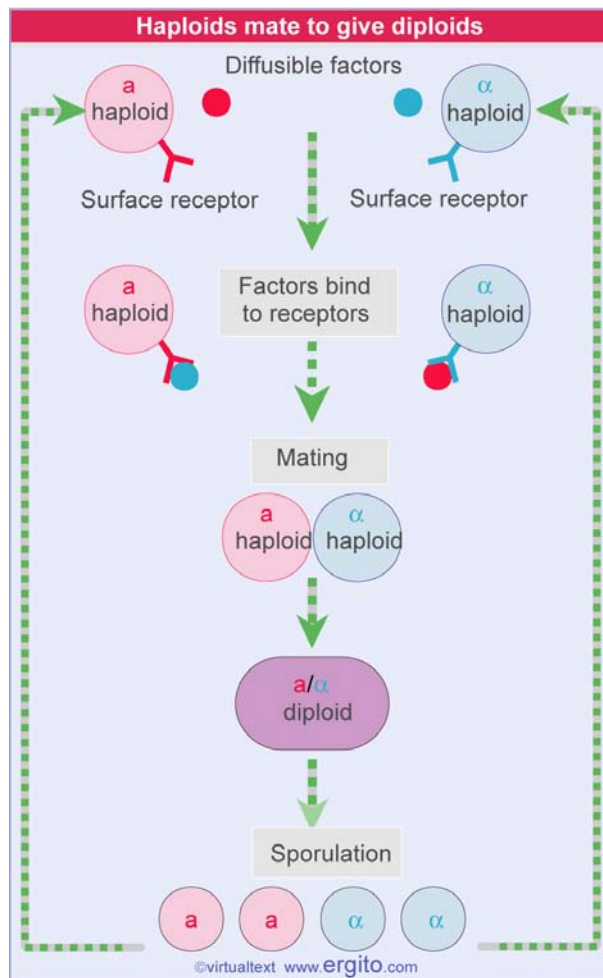 Haploids mate to give diploids
Diffusible factors
a
haploid
α
haploid
Surface receptor
Surface receptor
a
haploid
Factors bind
to receptors
α
haploid
Mating
a
haploid
α
haploid
a/α
diploid
Sporulation
a
a
α
α
©virtualtext www.ergito.com